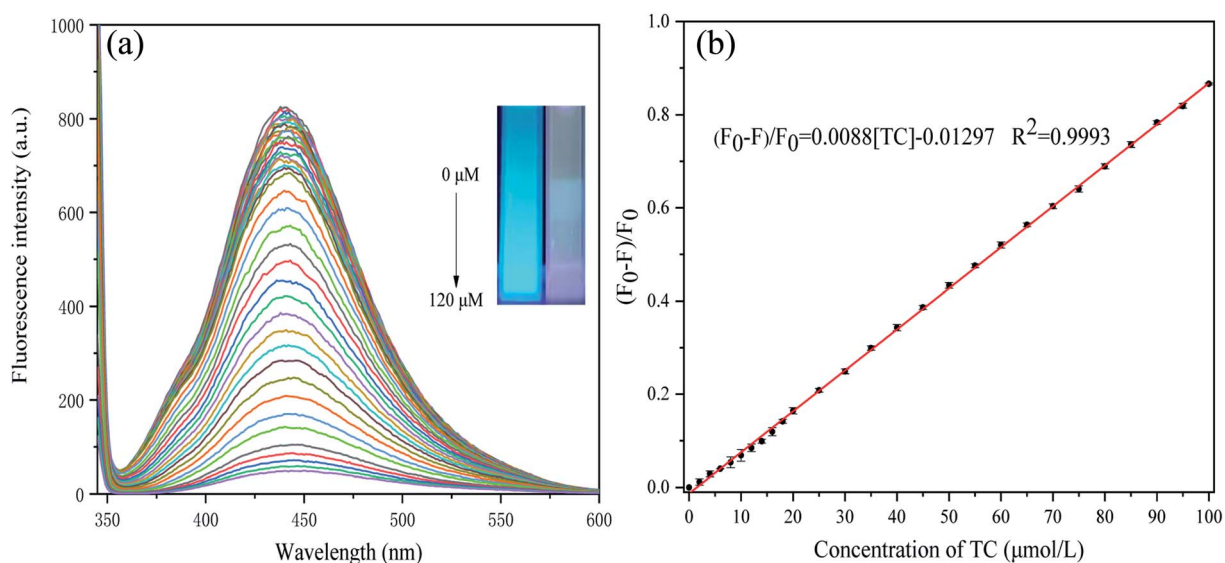 (a)
1000
800
600
400
200
0
Fluorescence intensity (a.u.)
0 μM
120 μM
350 400 450 500 550 600
Wavelength (nm)
(b)
1.0
0.8
0.6
0.4
0.2
0.0
(F0-F)/F0
(F0-F)/F0=0.0088[TC]-0.01297 R2=0.9993
0 10 20 30 40 50 60 70 80 90 100
Concentration of TC (μmol/L)